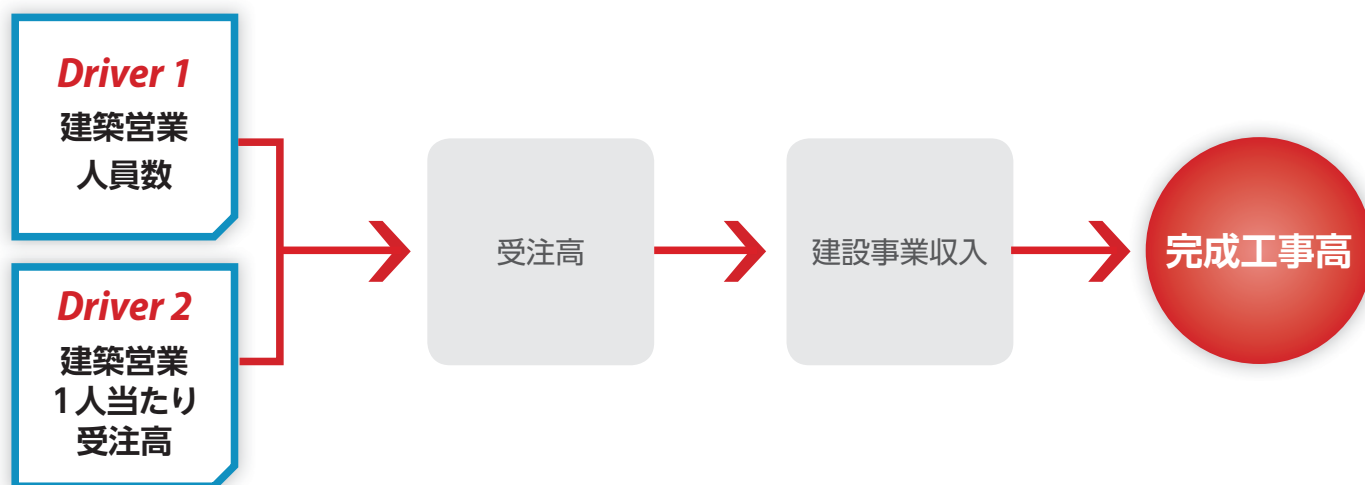 Driver 1
建築営業
人員数
Driver 2
建築営業
1人当たり
受注高
受注高
建設事業収入
完成工事高